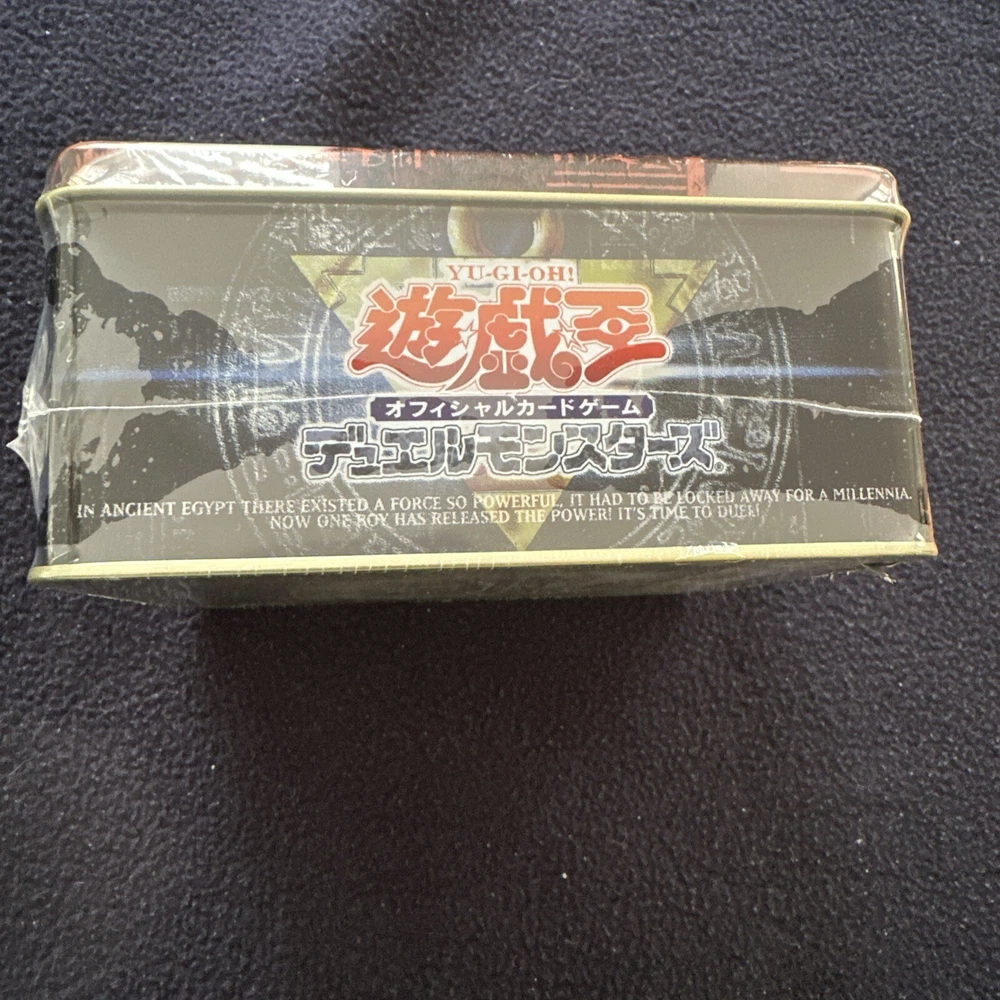 YU-GI-OH!
遊☆戯☆王
オフィシャルカードゲーム
デュエルモンスターズ®
IN ANCIENT EGYPT THERE EXISTED A FORCE SO POWERFUL, IT HAD TO BE LOCKED AWAY FOR A MILLENNIA.
NOW ONE BOY HAS RELEASED THE POWER! IT'S TIME TO DUEL!